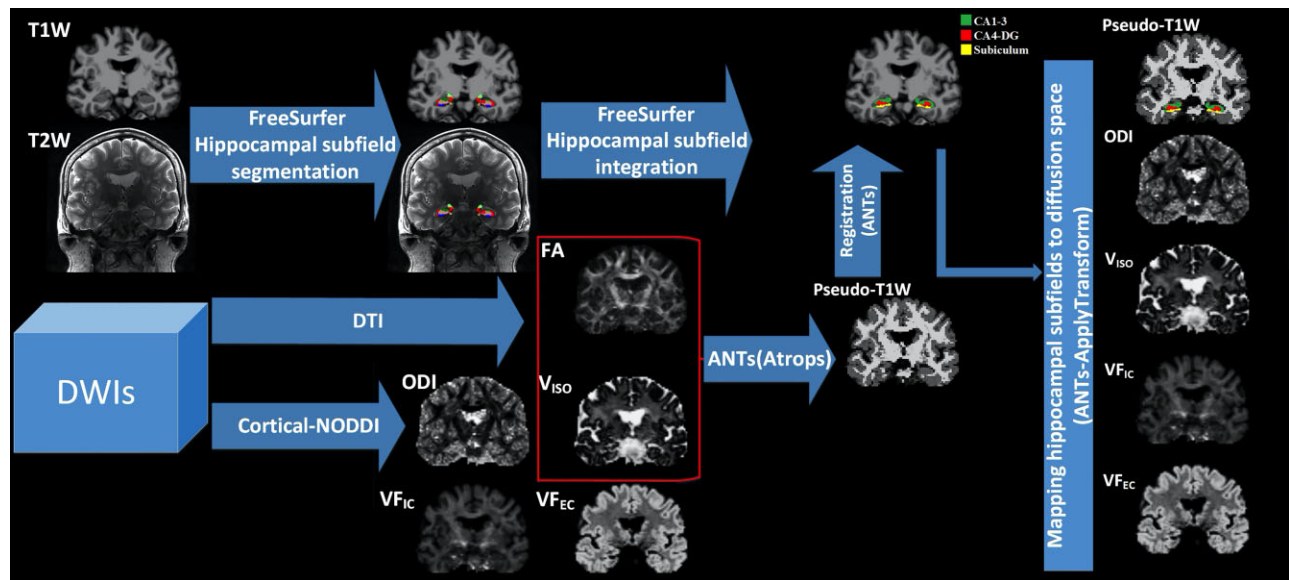 T1W
T2W
FreeSurfer
Hippocampal subfield
segmentation
FreeSurfer
Hippocampal subfield
integration
CA1-3
CA4-DG
Subiculum
Registration
(ANTs)
DWIs
DTI
Cortical-NODDI
FA
ODI
VISO
VFIC
VFEC
ANTs(Atrops)
Pseudo-T1W
Mapping hippocampal subfields to diffusion space
(ANTs-ApplyTransform)
Pseudo-T1W
ODI
VISO
VFIC
VFEC